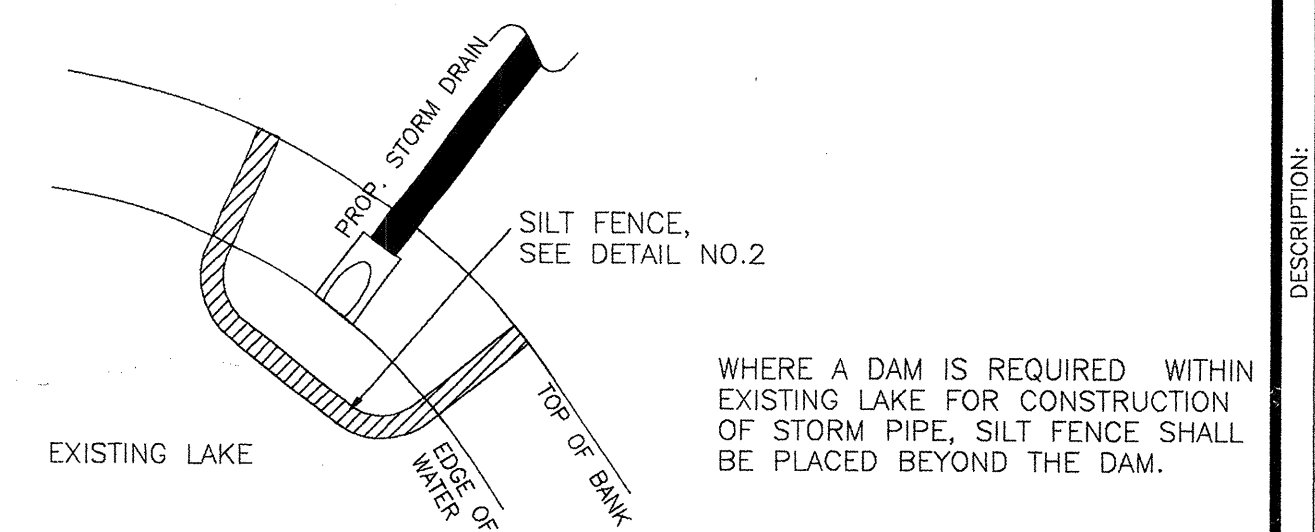 PROP. STORM DRAIN
SILT FENCE,
SEE DETAIL NO.2
DESCRIPTION:
WHERE A DAM IS REQUIRED WITHIN
EXISTING LAKE FOR CONSTRUCTION
OF STORM PIPE, SILT FENCE SHALL
BE PLACED BEYOND THE DAM.
TOP OF BANK
EXISTING LAKE
EDGE OF
WATER